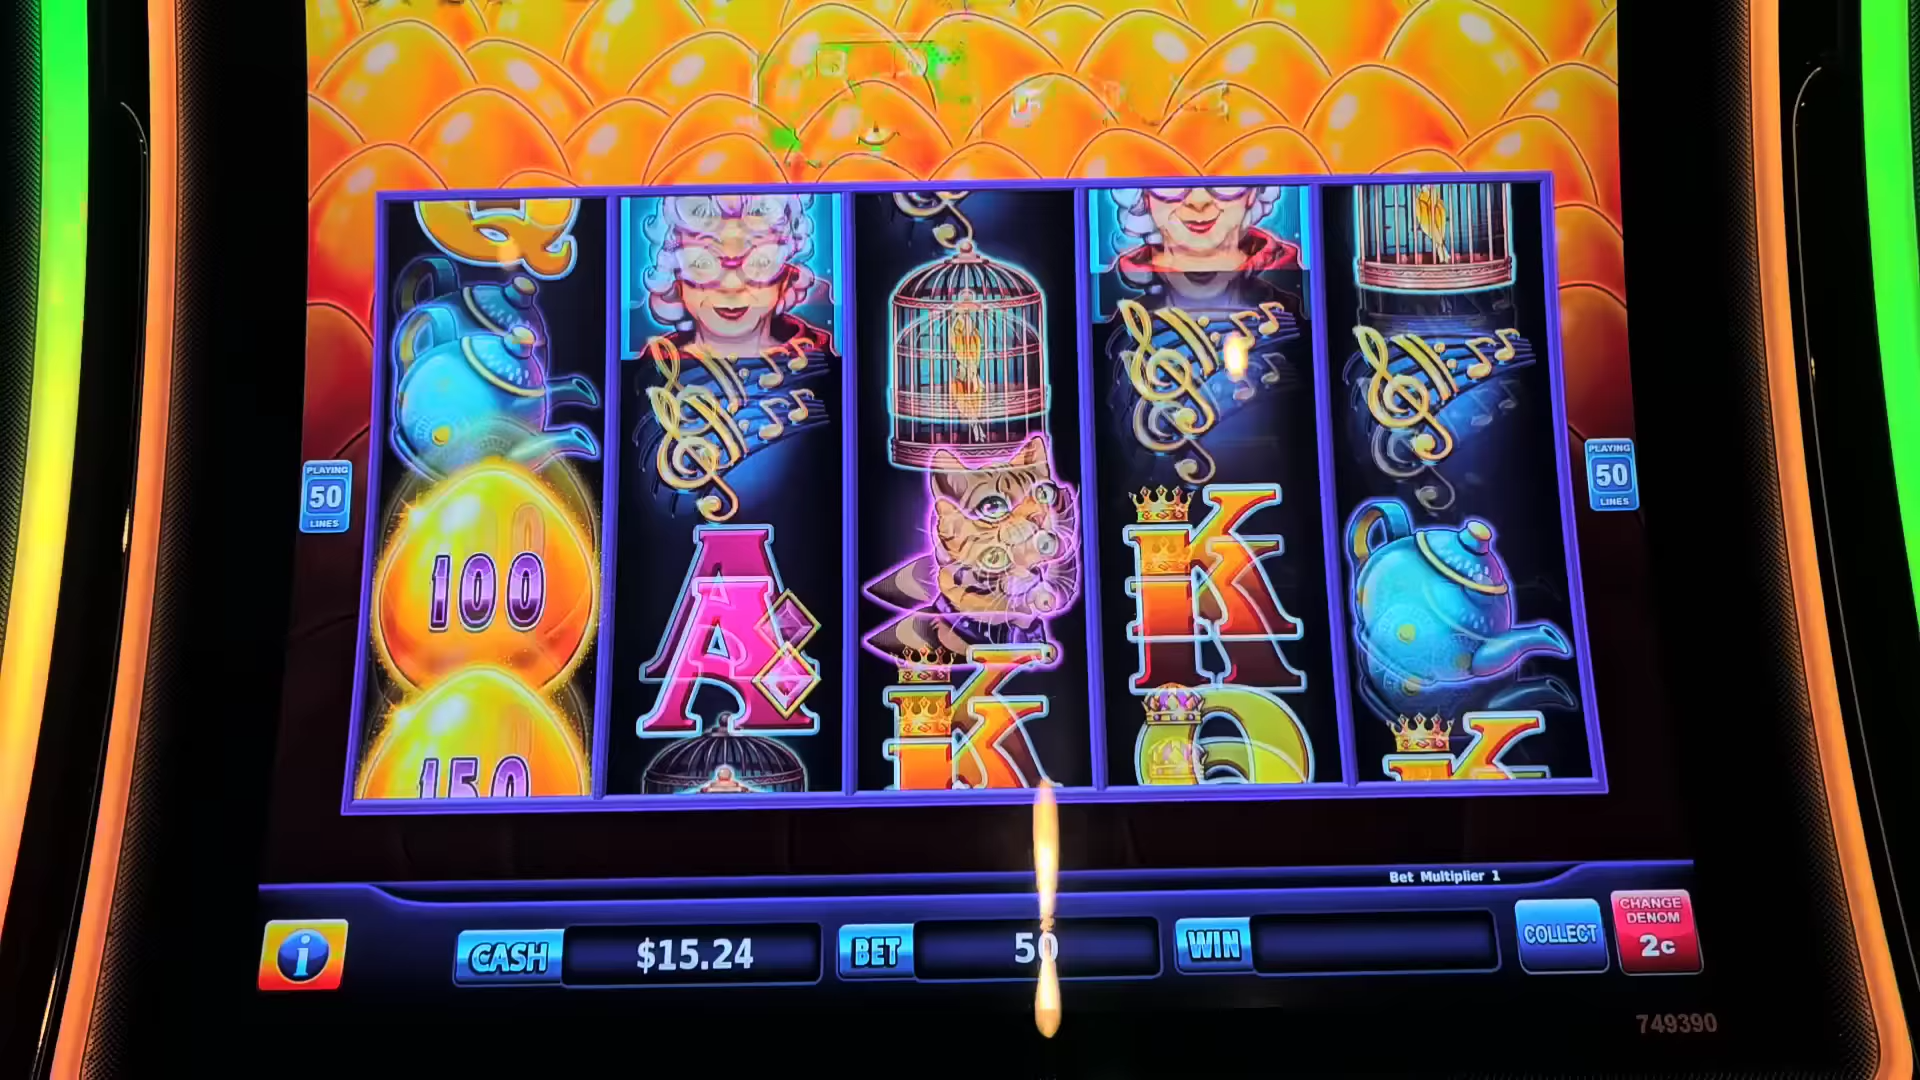 Q
100
150
A
K
K
Q
K
PLAYING
50
LINES
PLAYING
50
LINES
Bet Multiplier 1
i
CASH
$15.24
BET
50
WIN
COLLECT
CHANGE
DENOM
2c
749390